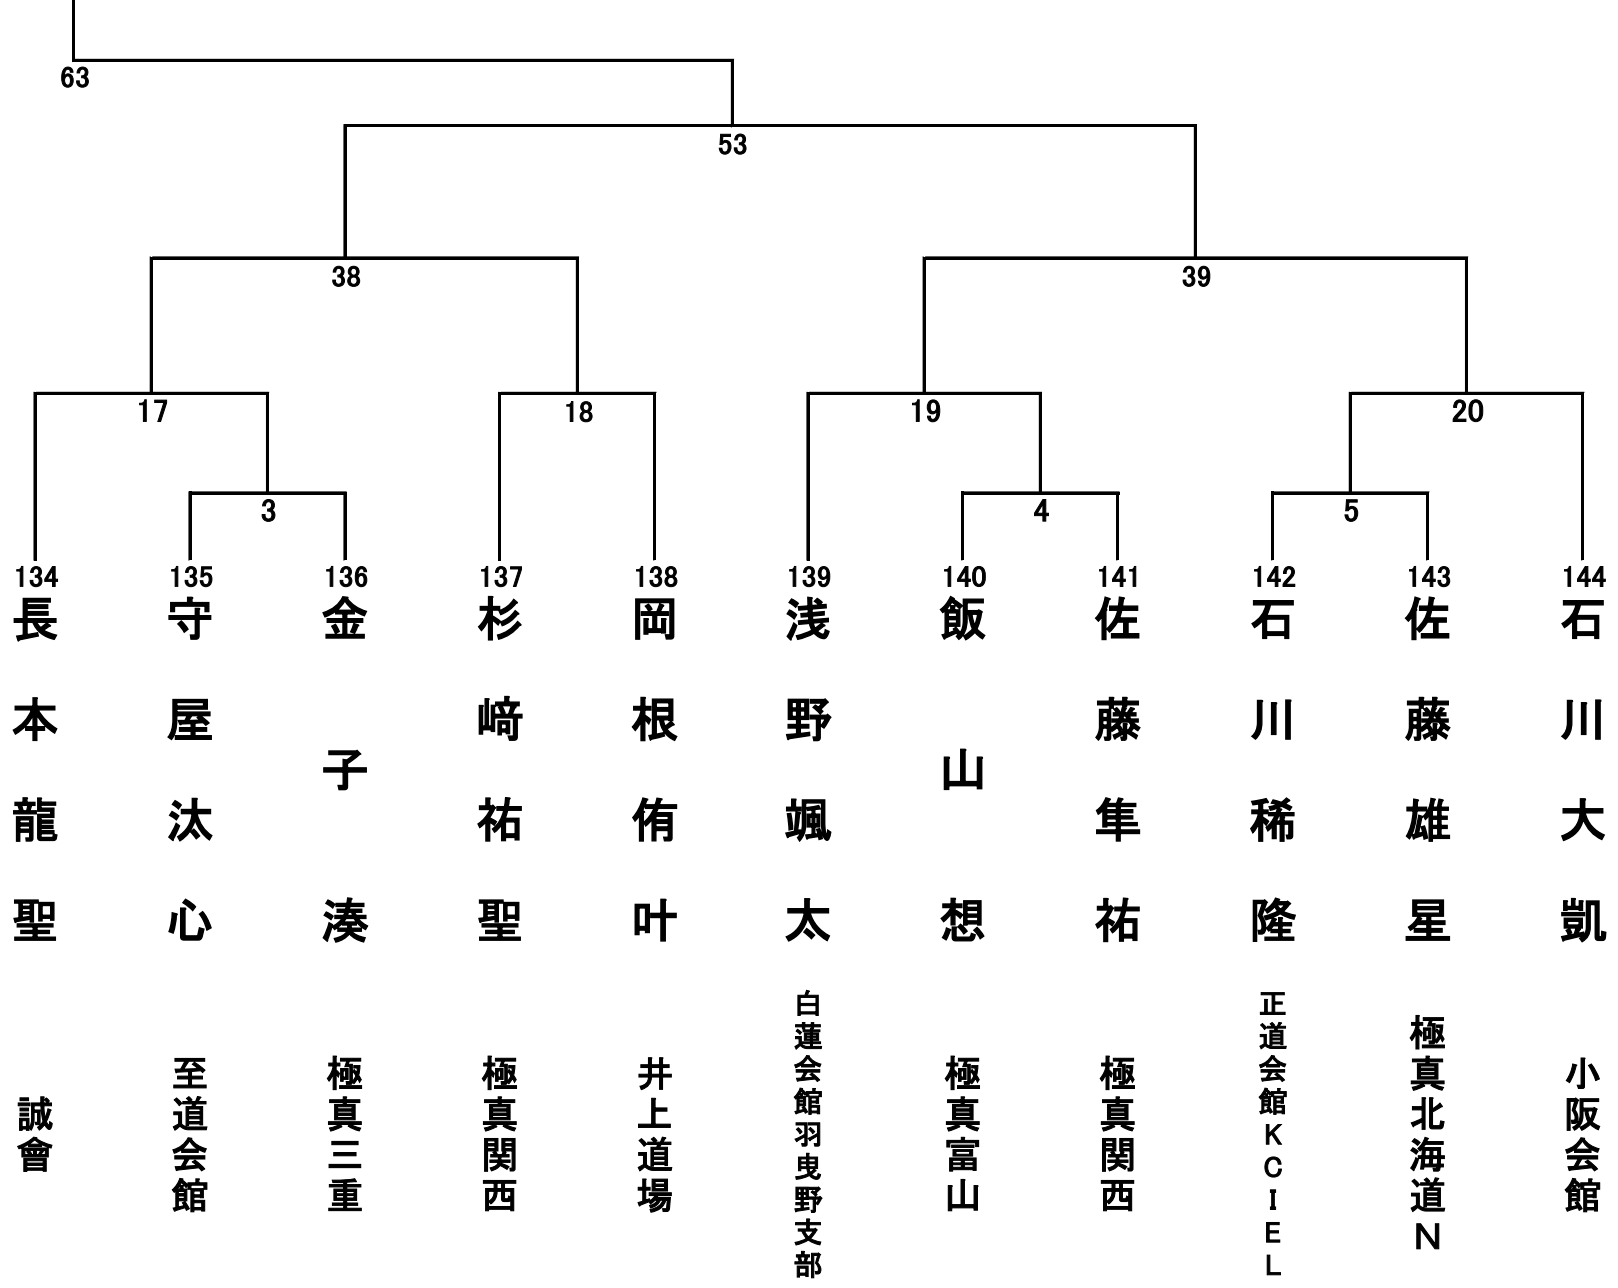 63
53
38
39
17
18
19
20
3
4
5
134
135
136
137
138
139
140
141
142
143
144
長本龍聖
守屋汰心
金子湊
杉﨑祐聖
岡根侑叶
浅野颯太
飯山想
佐藤隼祐
石川稀隆
佐藤雄星
石川大凱
誠會
至道会館
極真三重
極真関西
井上道場
白蓮会館羽曳野支部
極真富山
極真関西
正道会館KCIEL
極真北海道N
小阪会館